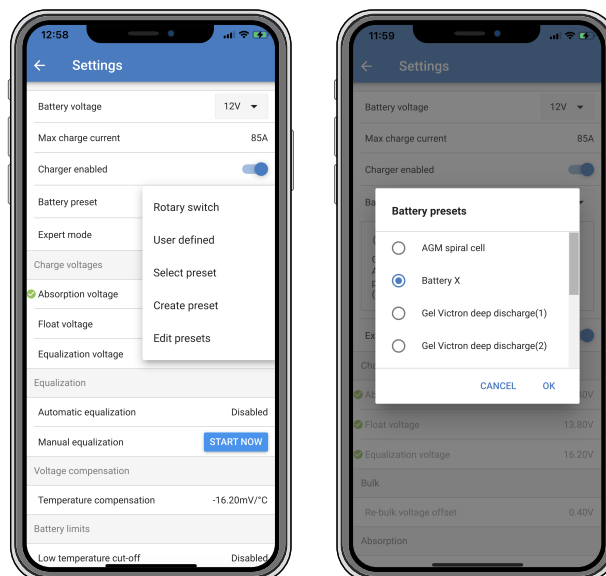 12:58
Settings
Battery voltage 12V
Max charge current 85A
Charger enabled
Battery preset
Expert mode
Rotary switch
User defined
Select preset
Create preset
Edit presets
Charge voltages
Absorption voltage
Float voltage
Equalization voltage
Equalization
Automatic equalization Disabled
Manual equalization START NOW
Voltage compensation
Temperature compensation -16.20mV/°C
Battery limits
Low temperature cut-off Disabled
11:59
Settings
Battery voltage 12V
Max charge current 85A
Charger enabled
Ba
Battery presets
AGM spiral cell
Battery X
Gel Victron deep discharge(1)
Gel Victron deep discharge(2)
CANCEL OK
Ex
Ch
Ab 0V
Float voltage 13.80V
Equalization voltage 16.20V
Bulk
Re-bulk voltage offset 0.40V
Absorption